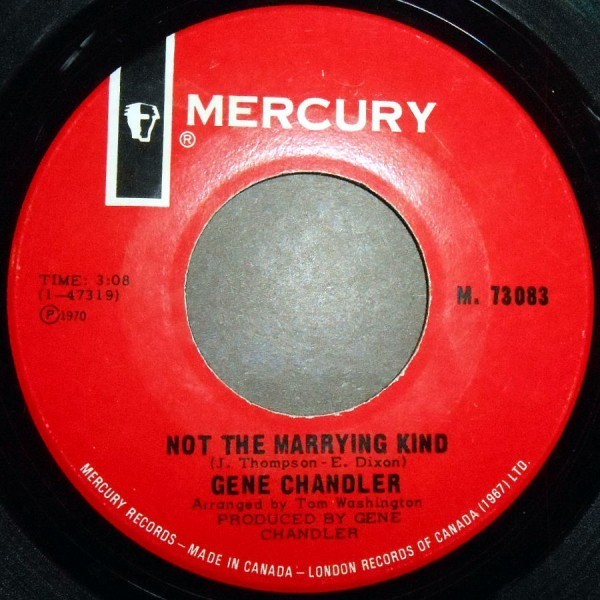 MERCURY
®
TIME: 3:08
(1-47319)
Ⓟ1970
M. 73083
NOT THE MARRYING KIND
(J. Thompson - E. Dixon)
GENE CHANDLER
Arranged by Tom Washington
PRODUCED BY GENE
CHANDLER
MERCURY RECORDS – MADE IN CANADA – LONDON RECORDS OF CANADA (1967) LTD.